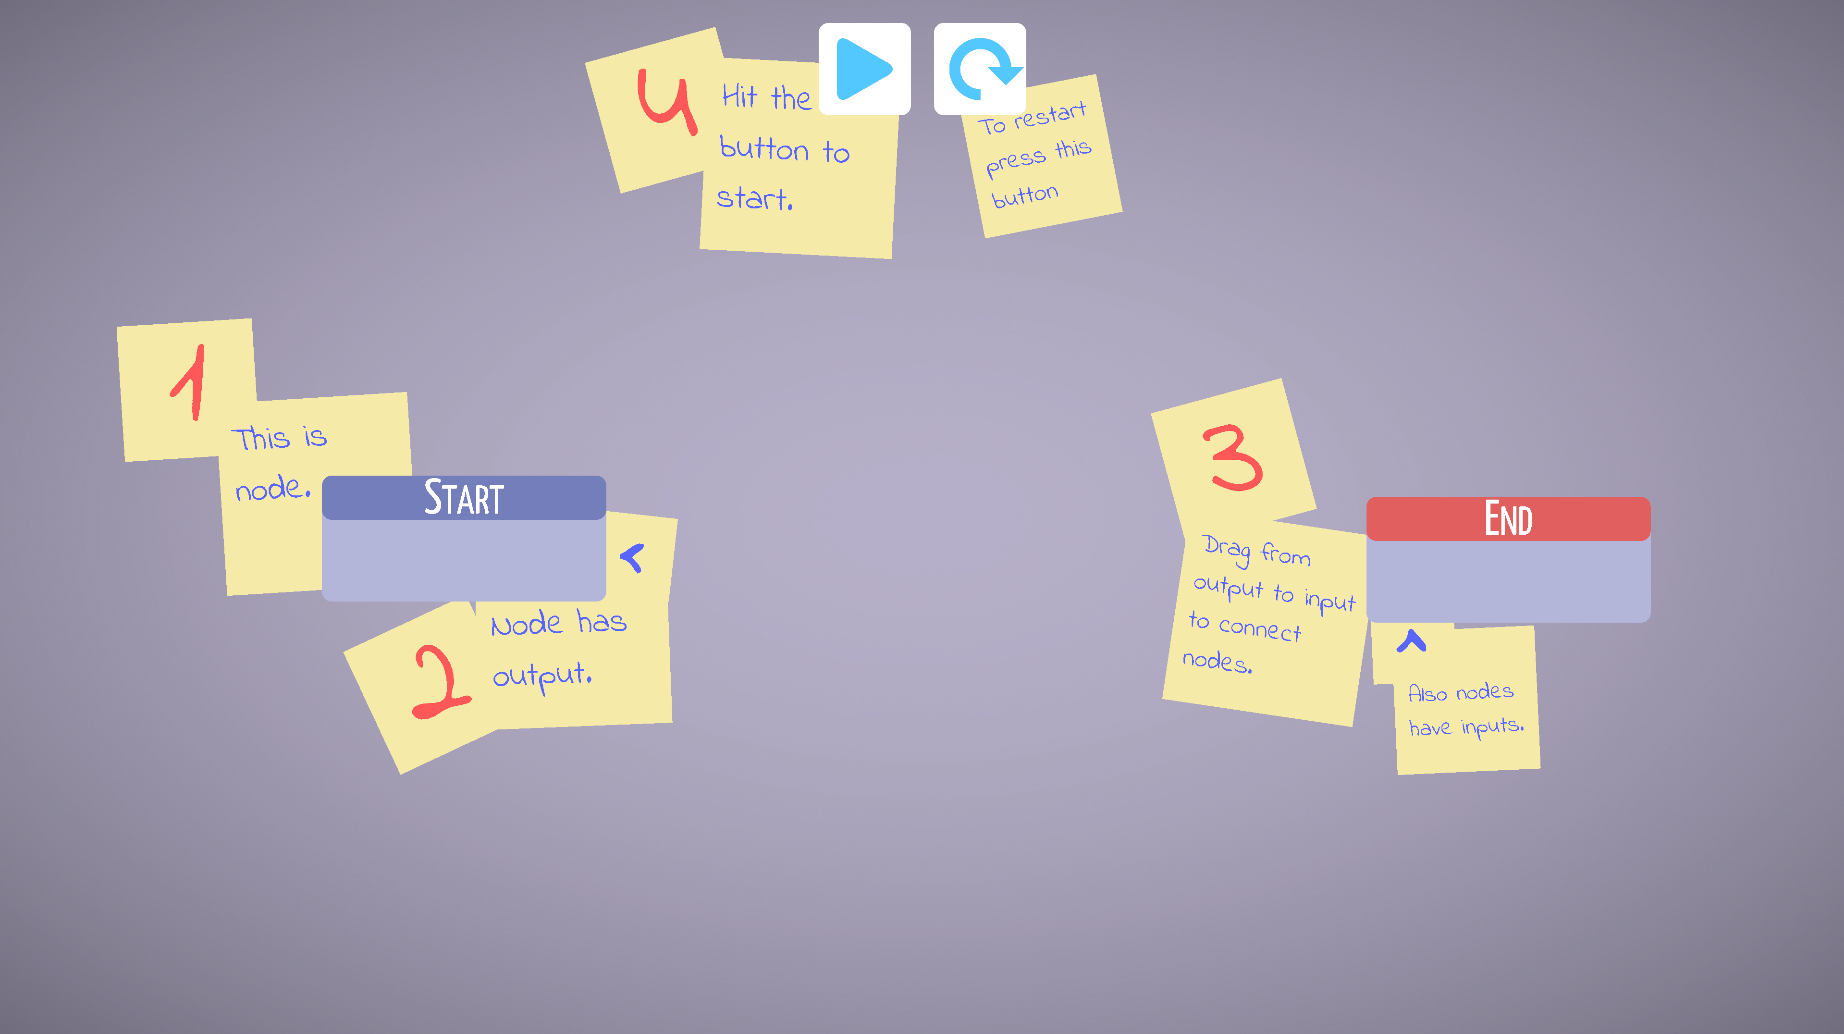 4
Hit the
button to
start.
To restart
press this
button
1
This is
node.
START
<
2
Node has
output.
3
Drag from
output to input
to connect
nodes.
END
^
Also nodes
have inputs.